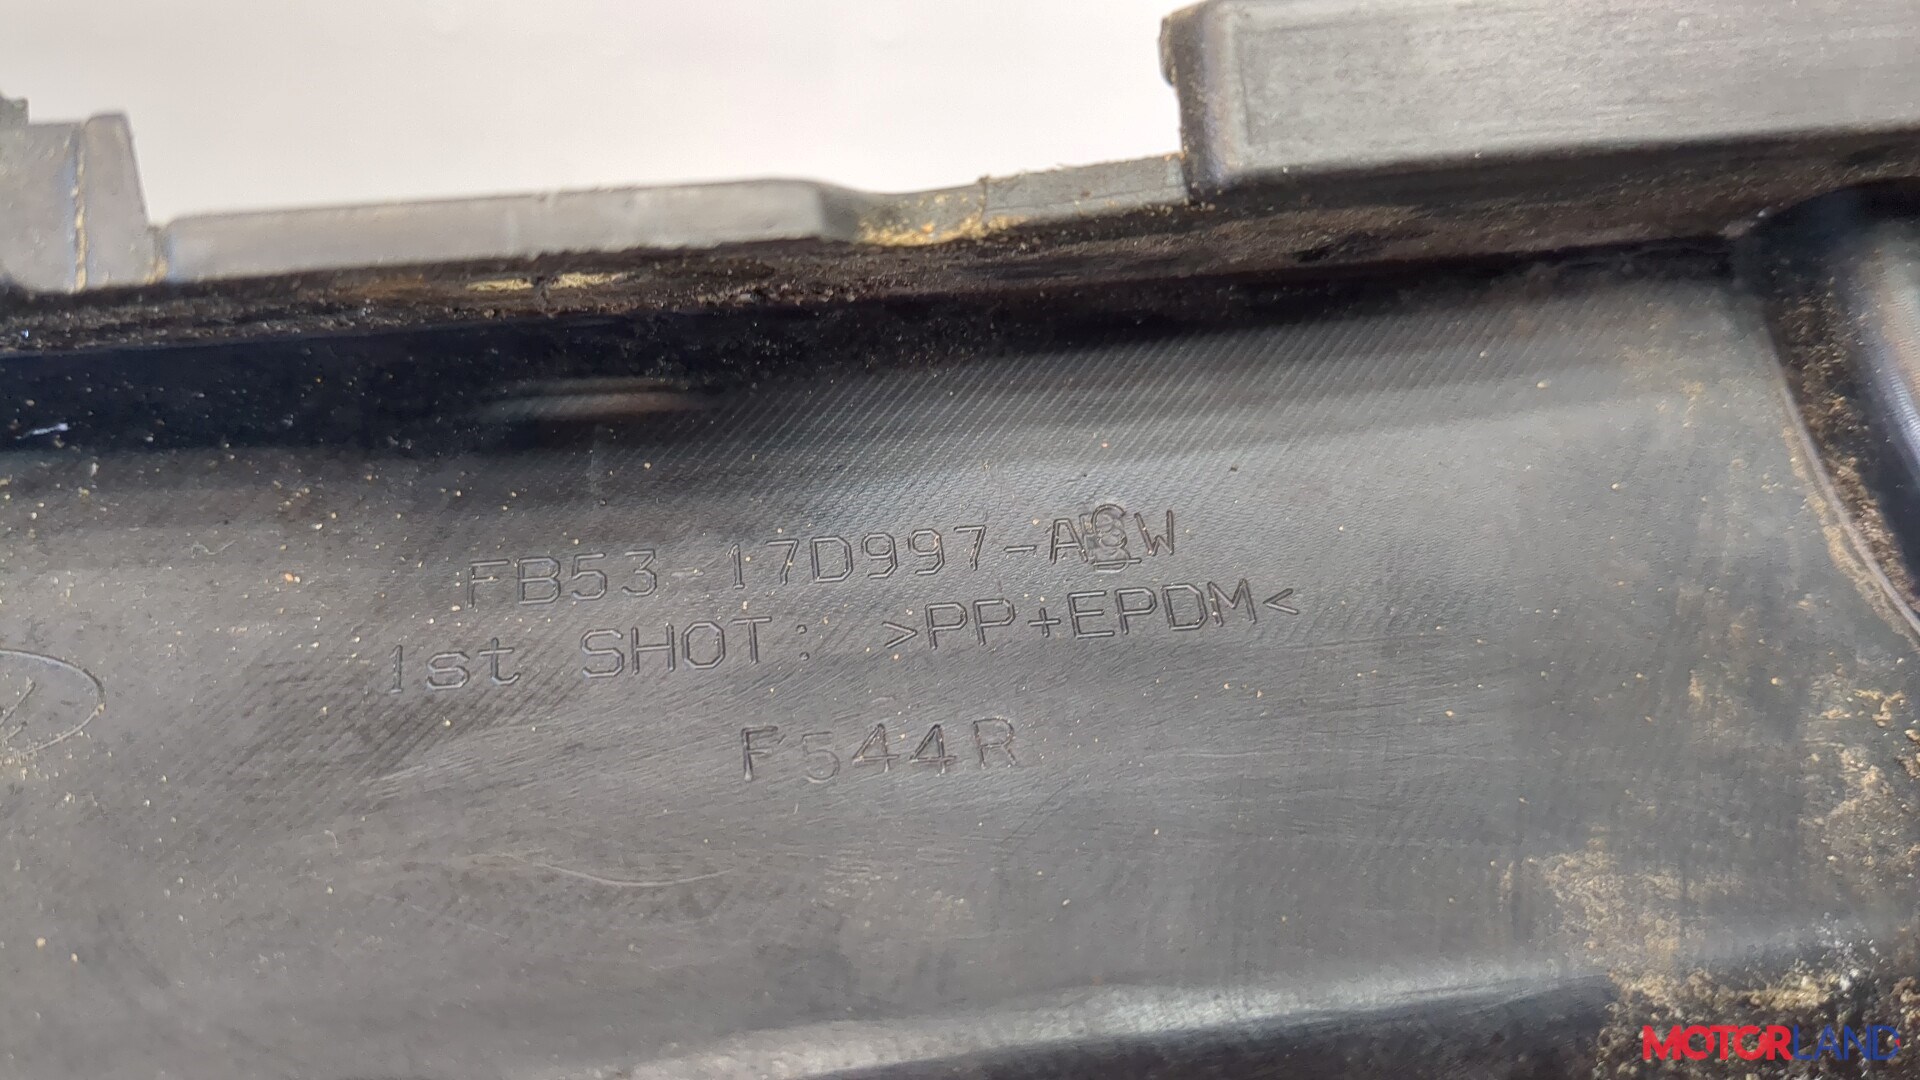 FB53-17D997-A
1st SHOT: >PP+EPDM<
F544R
MOTORLAND